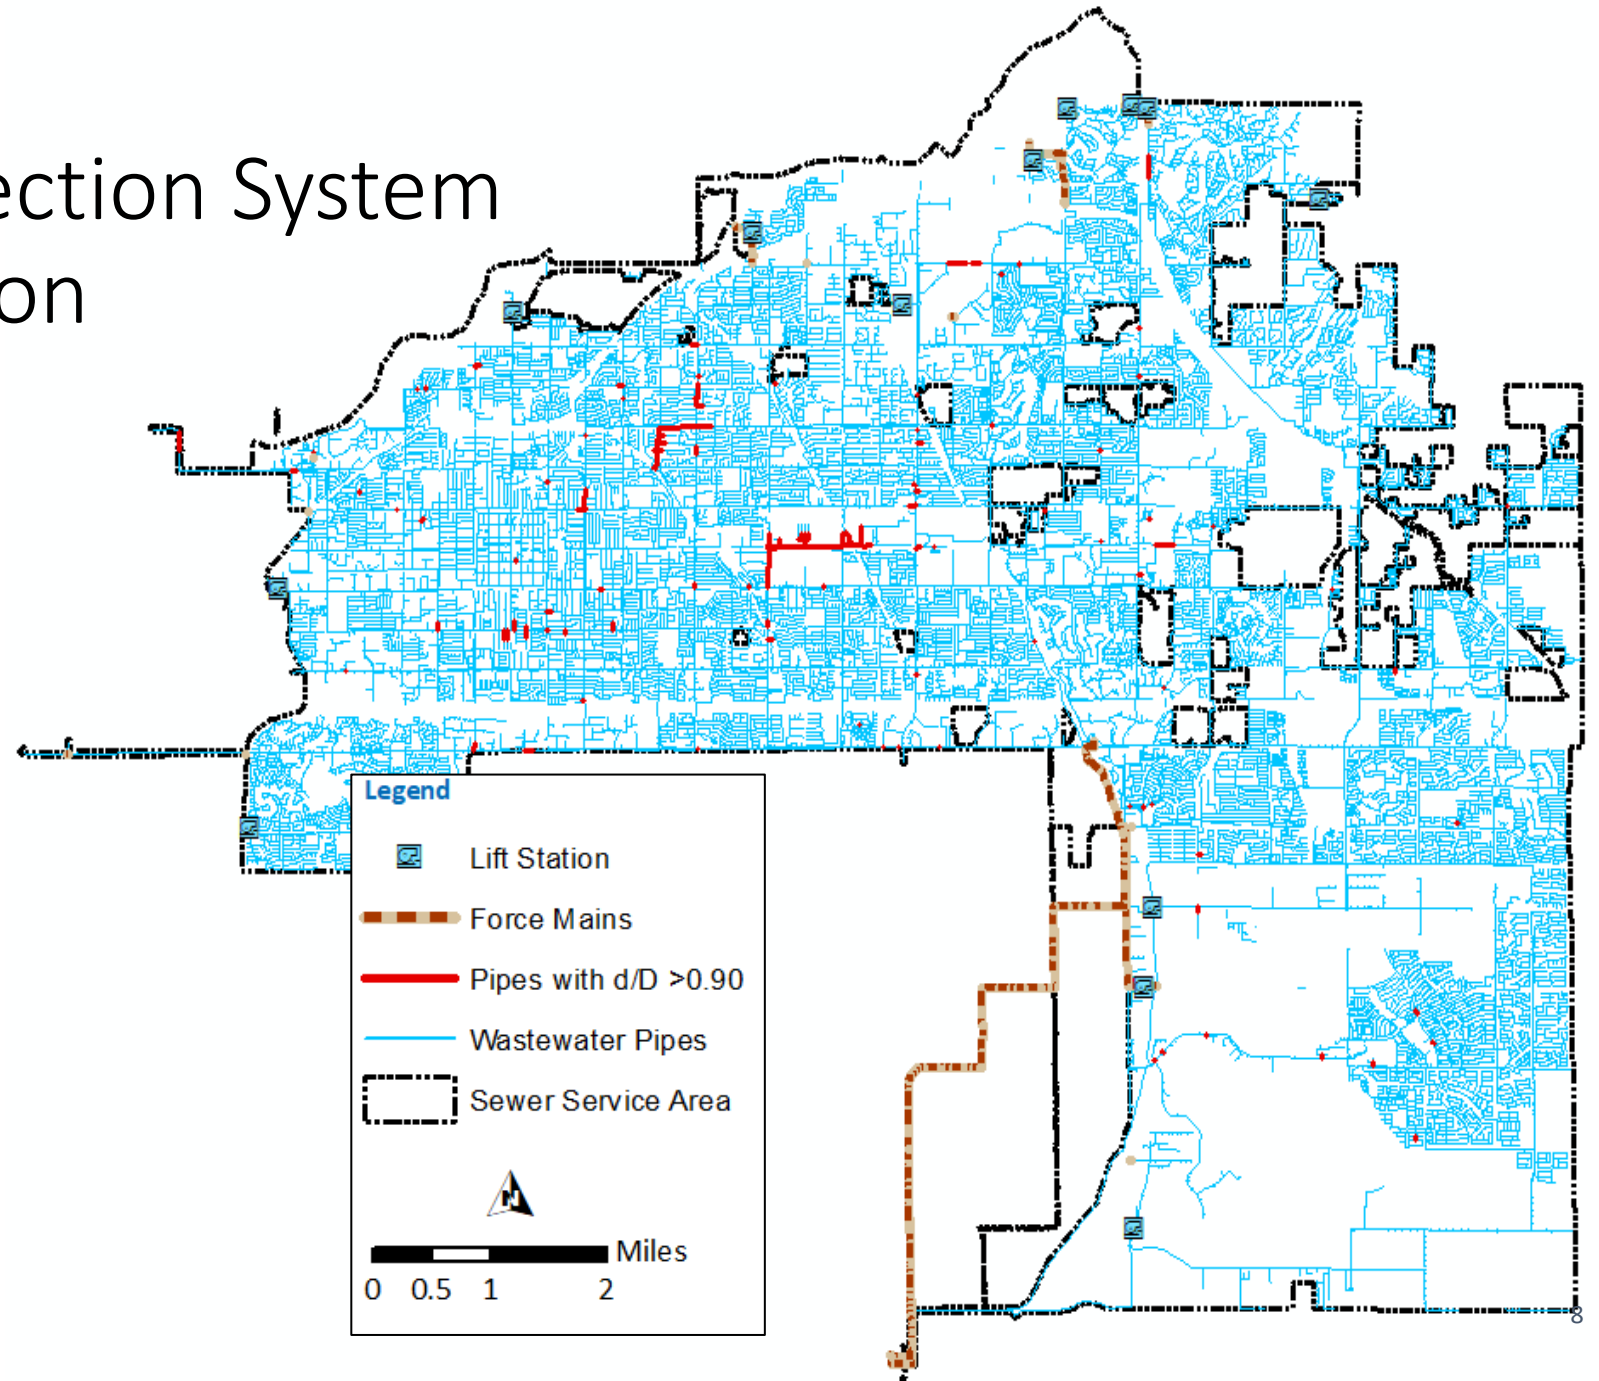 ection System
on
Legend
Lift Station
Force Mains
Pipes with d/D >0.90
Wastewater Pipes
Sewer Service Area
N
Miles
0 0.5 1 2
8